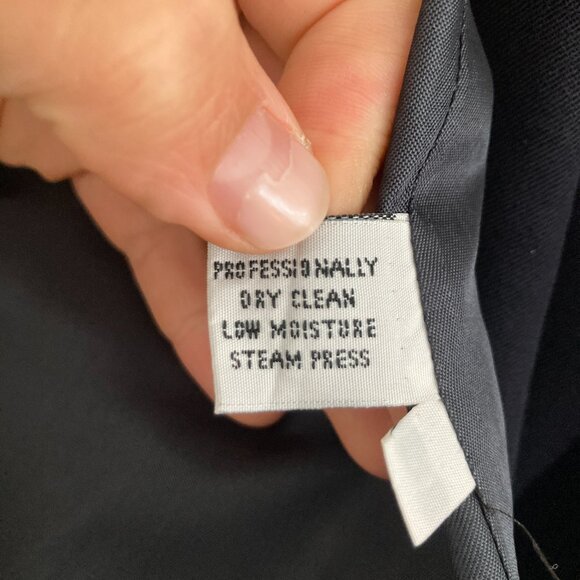 PROFESSIONALLY
DRY CLEAN
LOW MOISTURE
STEAM PRESS